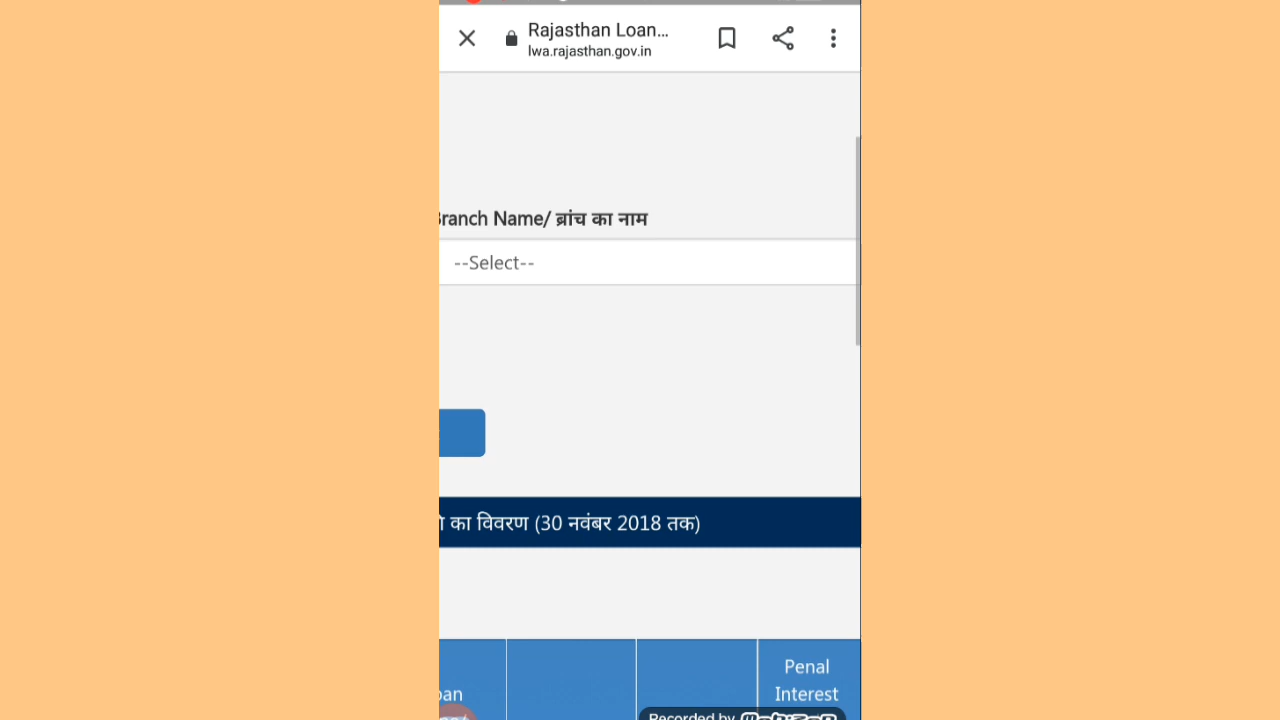 Rajasthan Loan...
lwa.rajasthan.gov.in
Branch Name/ ब्रांच का नाम
--Select--
का विवरण (30 नवंबर 2018 तक)
Penal
Interest
Recorded by